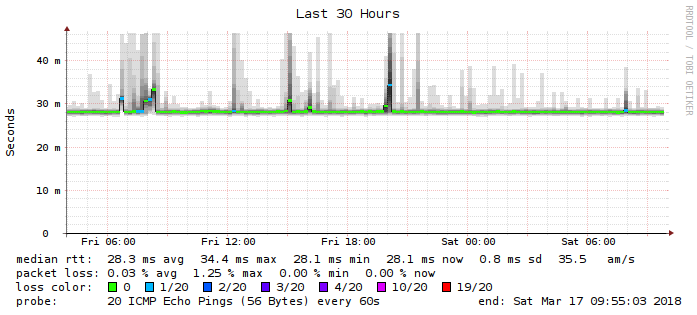 Last 30 Hours
RRDTOOL / TOBI OETIKER
Seconds
40 m
30 m
20 m
10 m
0
Fri 06:00 Fri 12:00 Fri 18:00 Sat 00:00 Sat 06:00
median rtt: 28.3 ms avg 34.4 ms max 28.1 ms min 28.1 ms now 0.8 ms sd 35.5 am/s
packet loss: 0.03 % avg 1.25 % max 0.00 % min 0.00 % now
loss color: 0 1/20 2/20 3/20 4/20 10/20 19/20
probe: 20 ICMP Echo Pings (56 Bytes) every 60s end: Sat Mar 17 09:55:03 2018